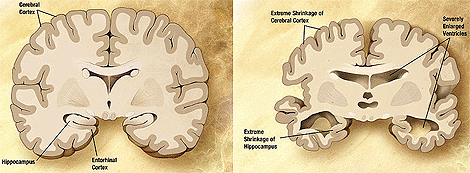 Cerebral
Cortex
Hippocampus
Entorhinal
Cortex
Extreme Shrinkage of
Cerebral Cortex
Severely
Enlarged
Ventricles
Extreme
Shrinkage of
Hippocampus